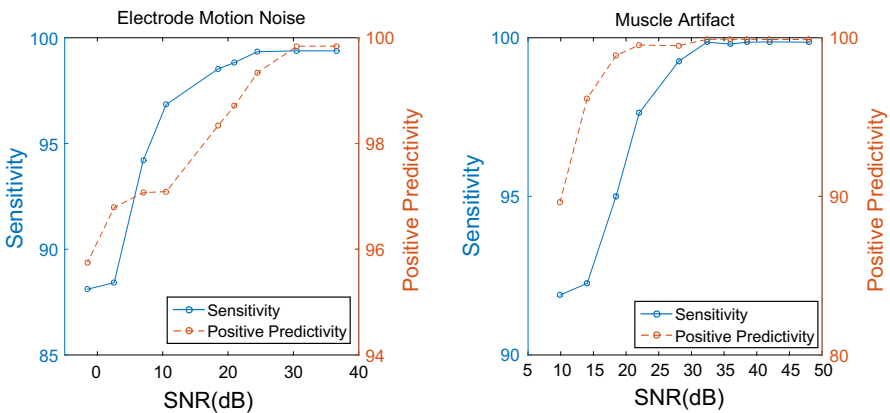 Electrode Motion Noise
100
95
90
85
Sensitivity
100
98
96
94
Positive Predictivity
0
10
20
30
40
SNR(dB)
Sensitivity
Positive Predictivity
Muscle Artifact
100
95
90
Sensitivity
100
90
80
Positive Predictivity
5
10
15
20
25
30
35
40
45
50
SNR(dB)
Sensitivity
Positive Predictivity